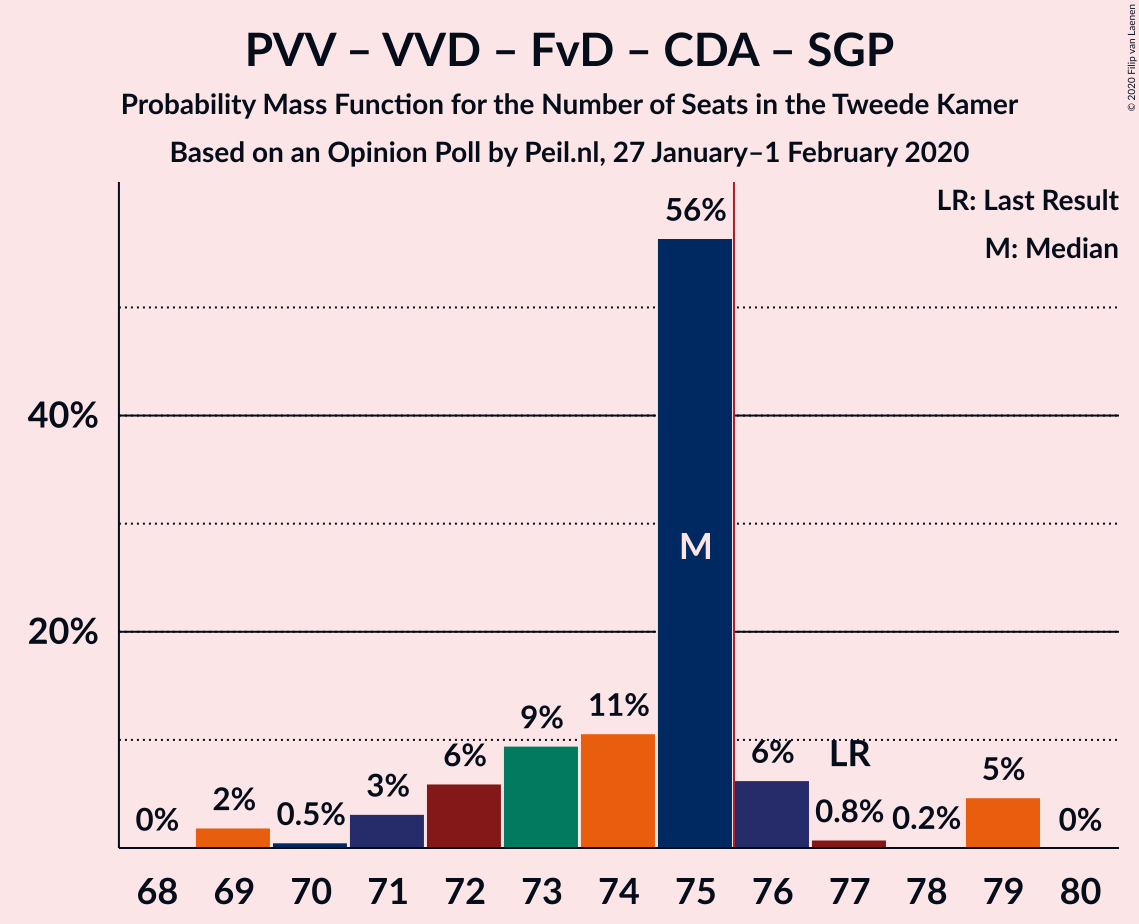 PVV – VVD – FvD – CDA – SGP
Probability Mass Function for the Number of Seats in the Tweede Kamer
Based on an Opinion Poll by Peil.nl, 27 January–1 February 2020
© 2020 Filip van Laenen
LR: Last Result
M: Median
56%
40%
M
20%
11%
9%
6%
6%
LR
5%
3%
2%
0.5%
0.8%
0.2%
0%
0%
68 69 70 71 72 73 74 75 76 77 78 79 80